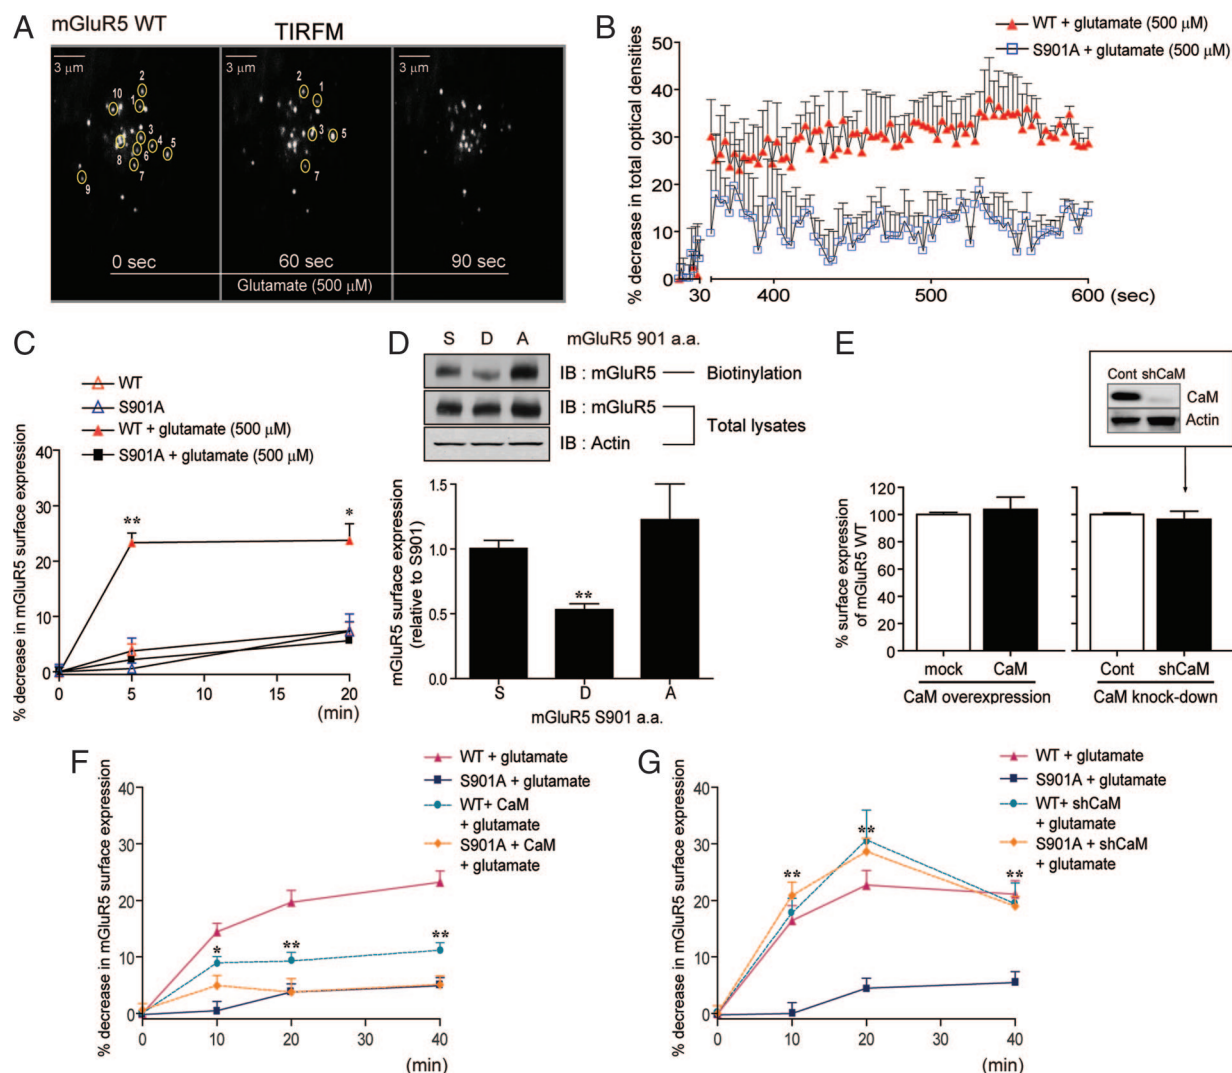 A
mGluR5 WT
TIRFM
3 µm
3 µm
3 µm
2
10
1
3
4
5
8
6
7
9
2
1
3
5
7
0 sec
60 sec
90 sec
Glutamate (500 µM)
B
WT + glutamate (500 µM)
S901A + glutamate (500 µM)
% decrease in total optical densities
50
40
30
20
10
0
30
400
500
600 (sec)
C
WT
S901A
WT + glutamate (500 µM)
S901A + glutamate (500 µM)
% decrease in mGluR5 surface expression
40
30
20
10
0
**
*
0
5
10
15
20
(min)
D
S D A mGluR5 901 a.a.
IB : mGluR5
Biotinylation
IB : mGluR5
IB : Actin
Total lysates
mGluR5 surface expression
(relative to S901)
1.5
1.0
0.5
0.0
**
S
D
A
mGluR5 S901 a.a.
E
Cont shCaM
CaM
Actin
% surface expression
of mGluR5 WT
120
100
80
60
40
20
0
mock
CaM
CaM overexpression
Cont
shCaM
CaM knock-down
F
WT + glutamate
S901A + glutamate
WT+ CaM
+ glutamate
S901A + CaM
+ glutamate
% decrease in mGluR5 surface expression
40
30
20
10
0
*
**
**
0
10
20
30
40
(min)
G
WT + glutamate
S901A + glutamate
WT+ shCaM
+ glutamate
S901A + shCaM
+ glutamate
% decrease in mGluR5 surface expression
40
30
20
10
0
**
**
**
0
10
20
30
40
(min)